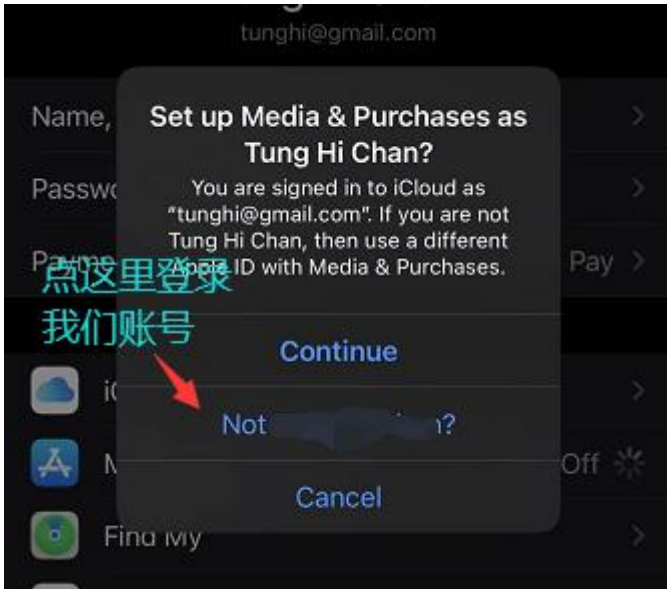 tunghi@gmail.com
Set up Media & Purchases as
Tung Hi Chan?
You are signed in to iCloud as
"tunghi@gmail.com". If you are not
Tung Hi Chan, then use a different
Apple ID with Media & Purchases.
Name,
Passwo
Payme
Pay
点这里登录
我们账号
Continue
Not ?
Off
Cancel
Find My